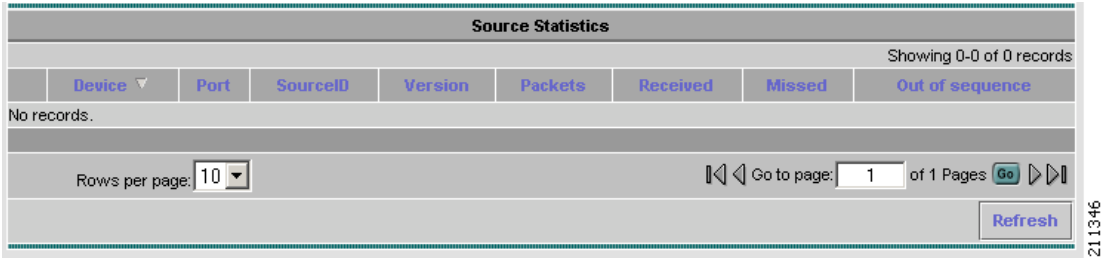 Source Statistics
Showing 0-0 of 0 records
Device Port SourceID Version Packets Received Missed Out of sequence
No records.
Rows per page: 10 Go to page: 1 of 1 Pages Go
Refresh
211346